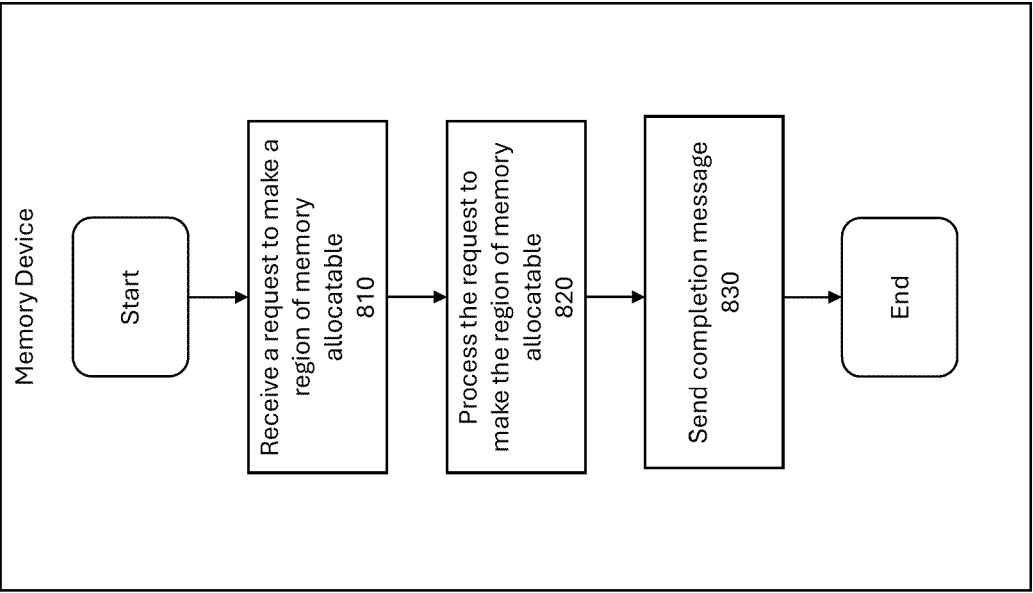 Memory Device
Start
Receive a request to make a
region of memory
allocatable
810
Process the request to
make the region of memory
allocatable
820
Send completion message
830
End